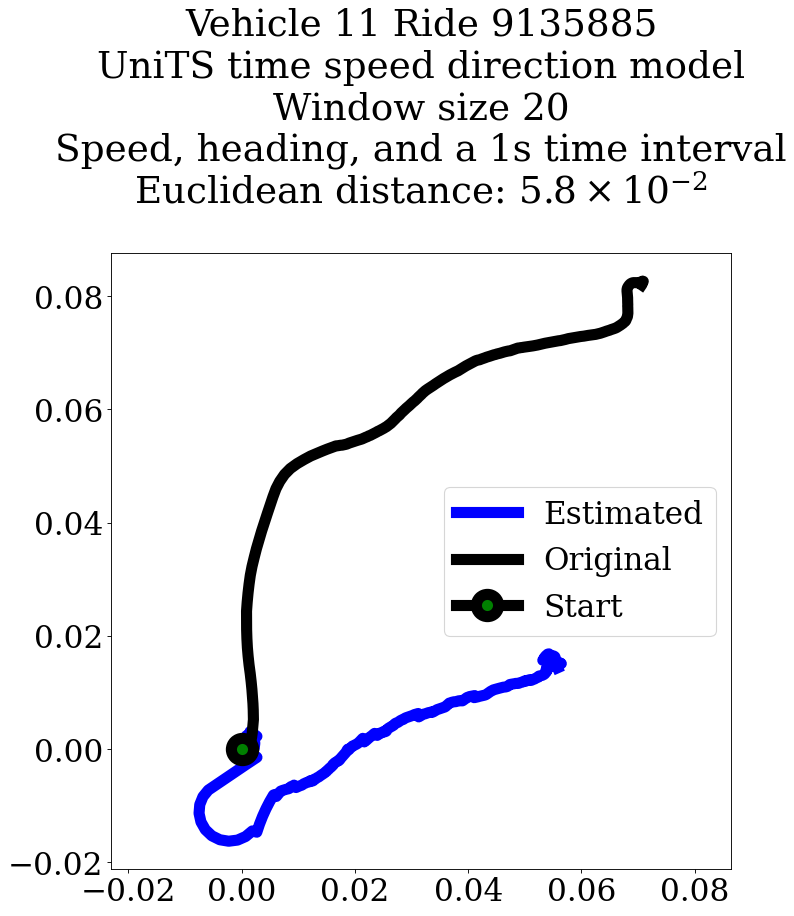 Vehicle 11 Ride 9135885
UniTS time speed direction model
Window size 20
Speed, heading, and a 1s time interval
Euclidean distance: 5.8 × 10⁻²
0.08
0.06
0.04
0.02
0.00
−0.02
Estimated
Original
Start
−0.02 0.00 0.02 0.04 0.06 0.08